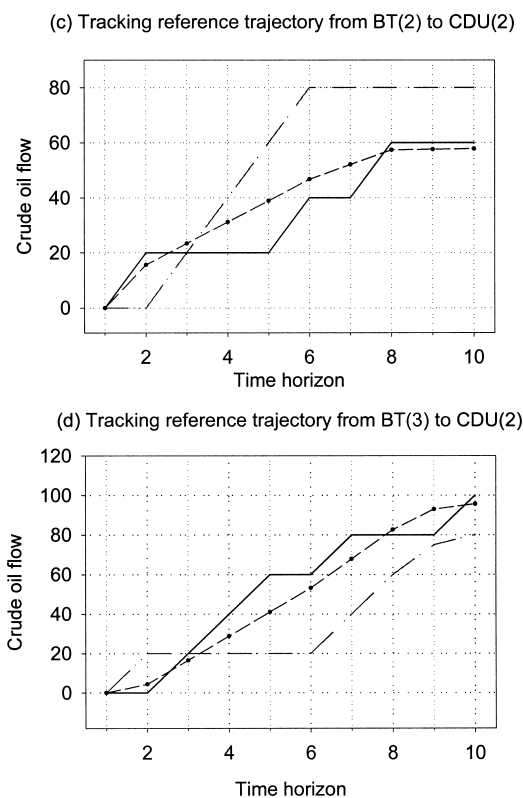 (c) Tracking reference trajectory from BT(2) to CDU(2)
80
60
40
20
0
Crude oil flow
2 4 6 8 10
Time horizon
(d) Tracking reference trajectory from BT(3) to CDU(2)
120
100
80
60
40
20
0
Crude oil flow
2 4 6 8 10
Time horizon